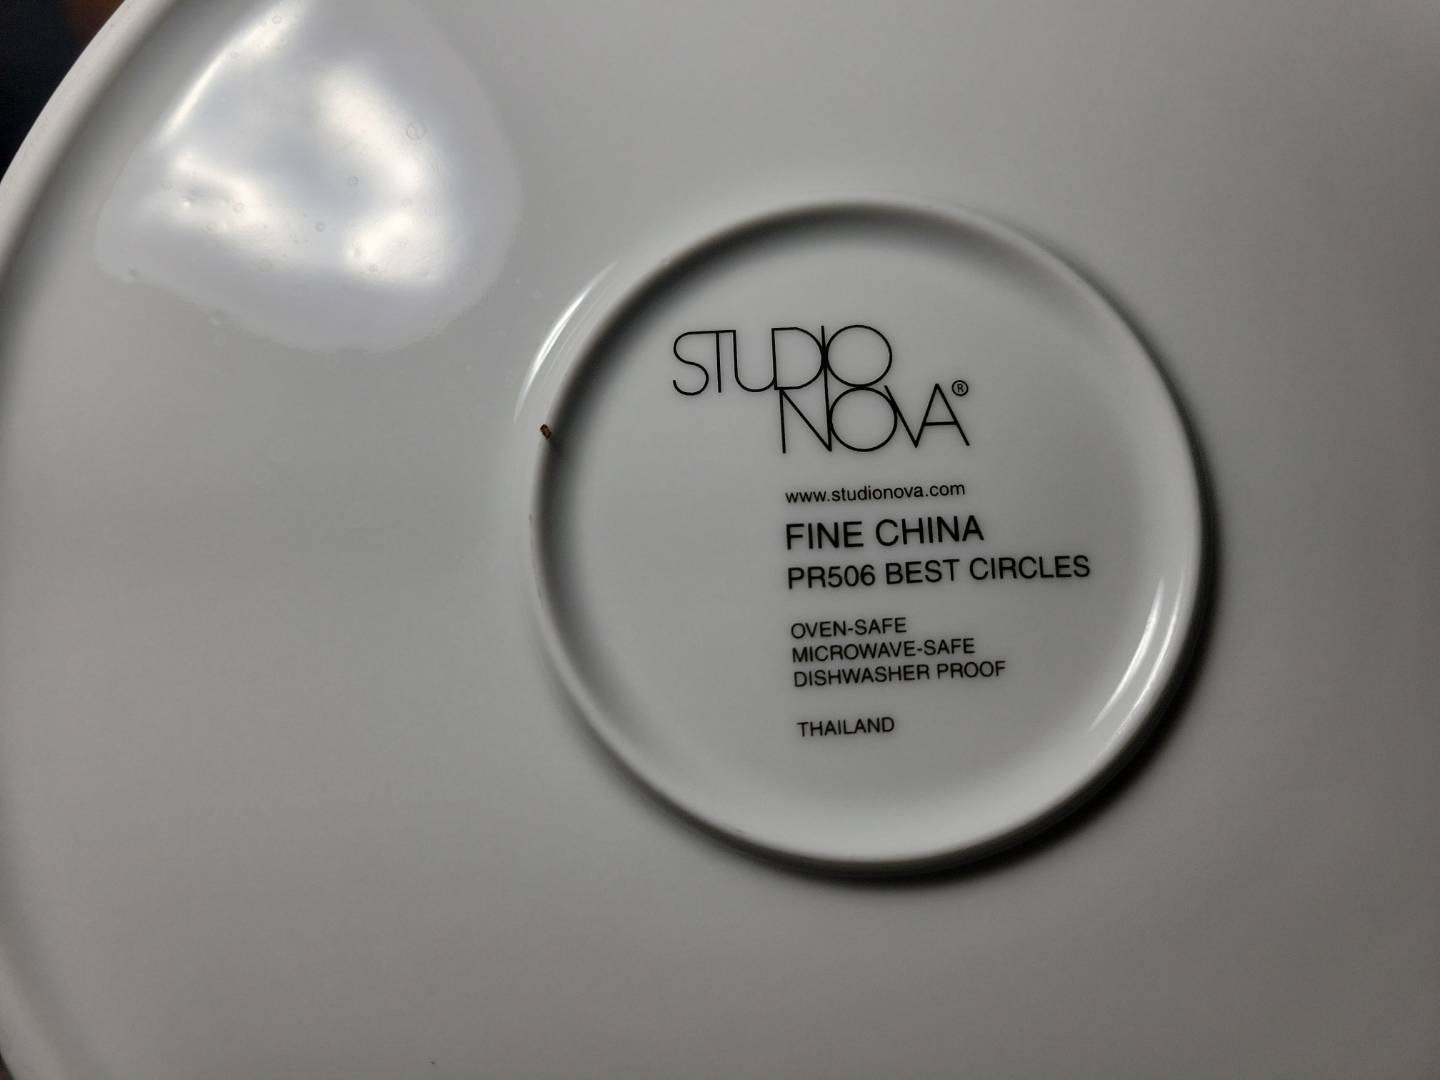 STUDIO
NOVA®
www.studionova.com
FINE CHINA
PR506 BEST CIRCLES
OVEN-SAFE
MICROWAVE-SAFE
DISHWASHER PROOF
THAILAND